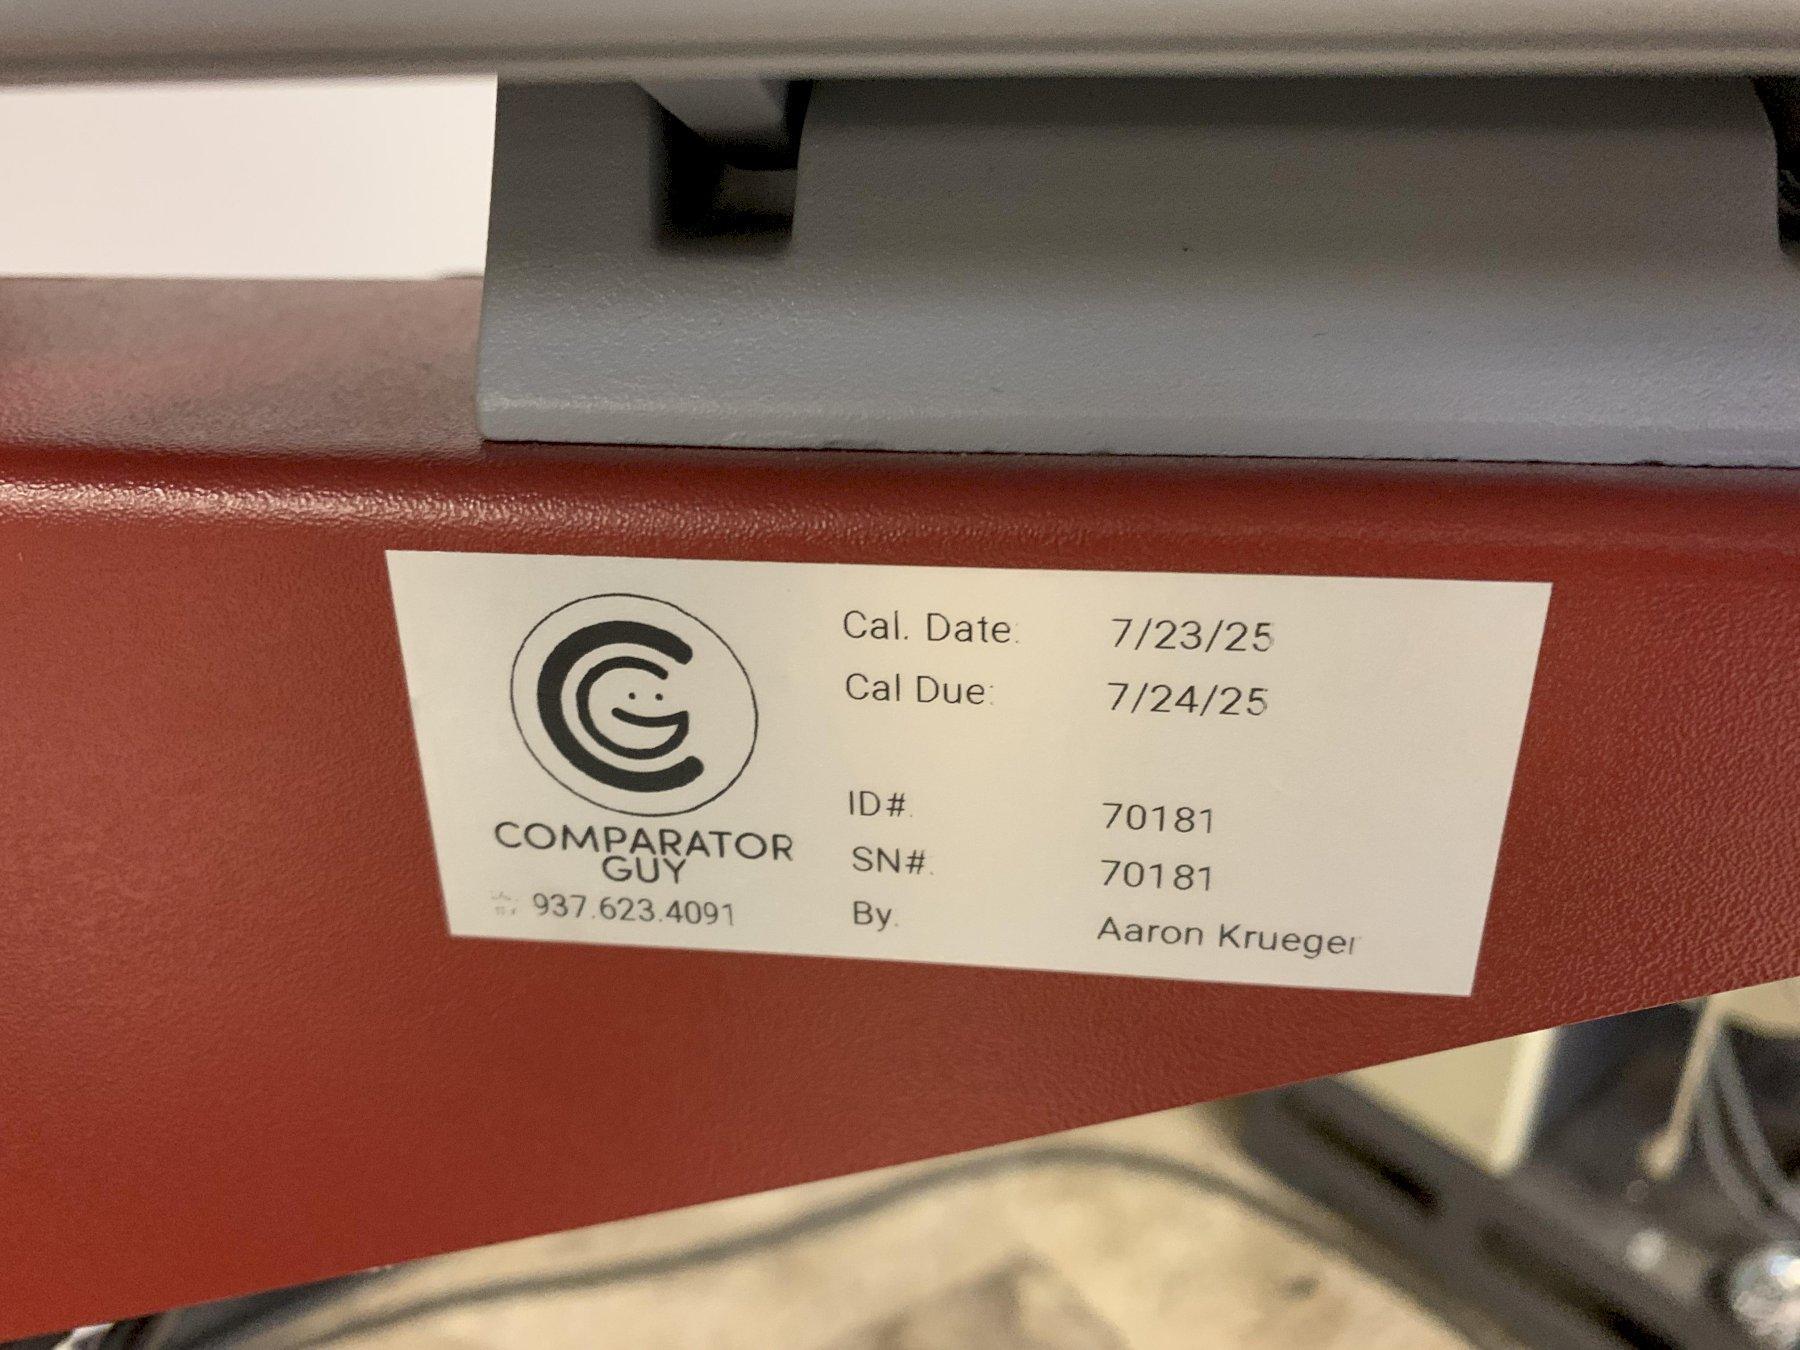 COMPARATOR
GUY
937.623.4091
Cal. Date: 7/23/25
Cal Due: 7/24/25
ID#. 70181
SN#. 70181
By. Aaron Krueger